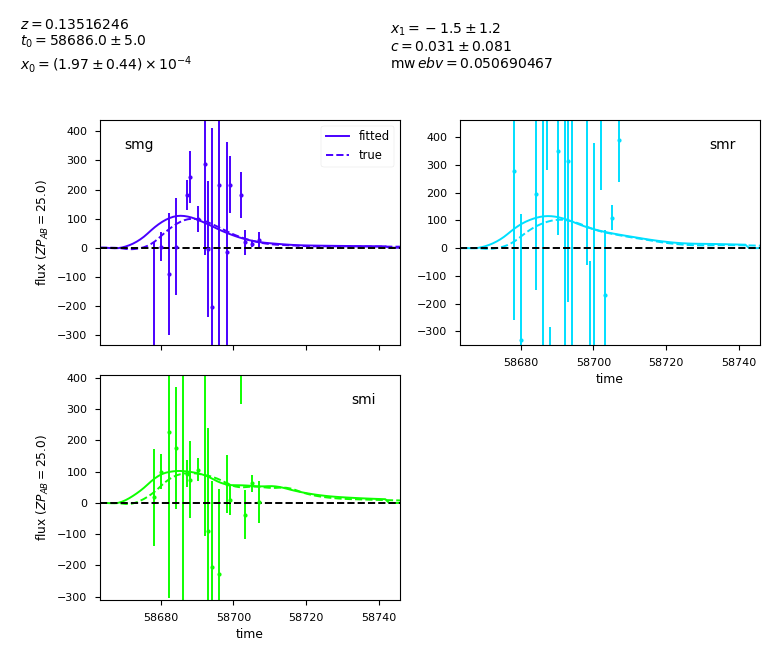 z = 0.13516246
t₀ = 58686.0 ± 5.0
x₀ = (1.97 ± 0.44) × 10⁻⁴
x₁ = −1.5 ± 1.2
c = 0.031 ± 0.081
mwebv = 0.050690467
smg
fitted
true
flux (ZP_AB = 25.0)
400
300
200
100
0
−100
−200
−300
smr
400
300
200
100
0
−100
−200
−300
58680 58700 58720 58740
time
smi
flux (ZP_AB = 25.0)
400
300
200
100
0
−100
−200
−300
58680 58700 58720 58740
time